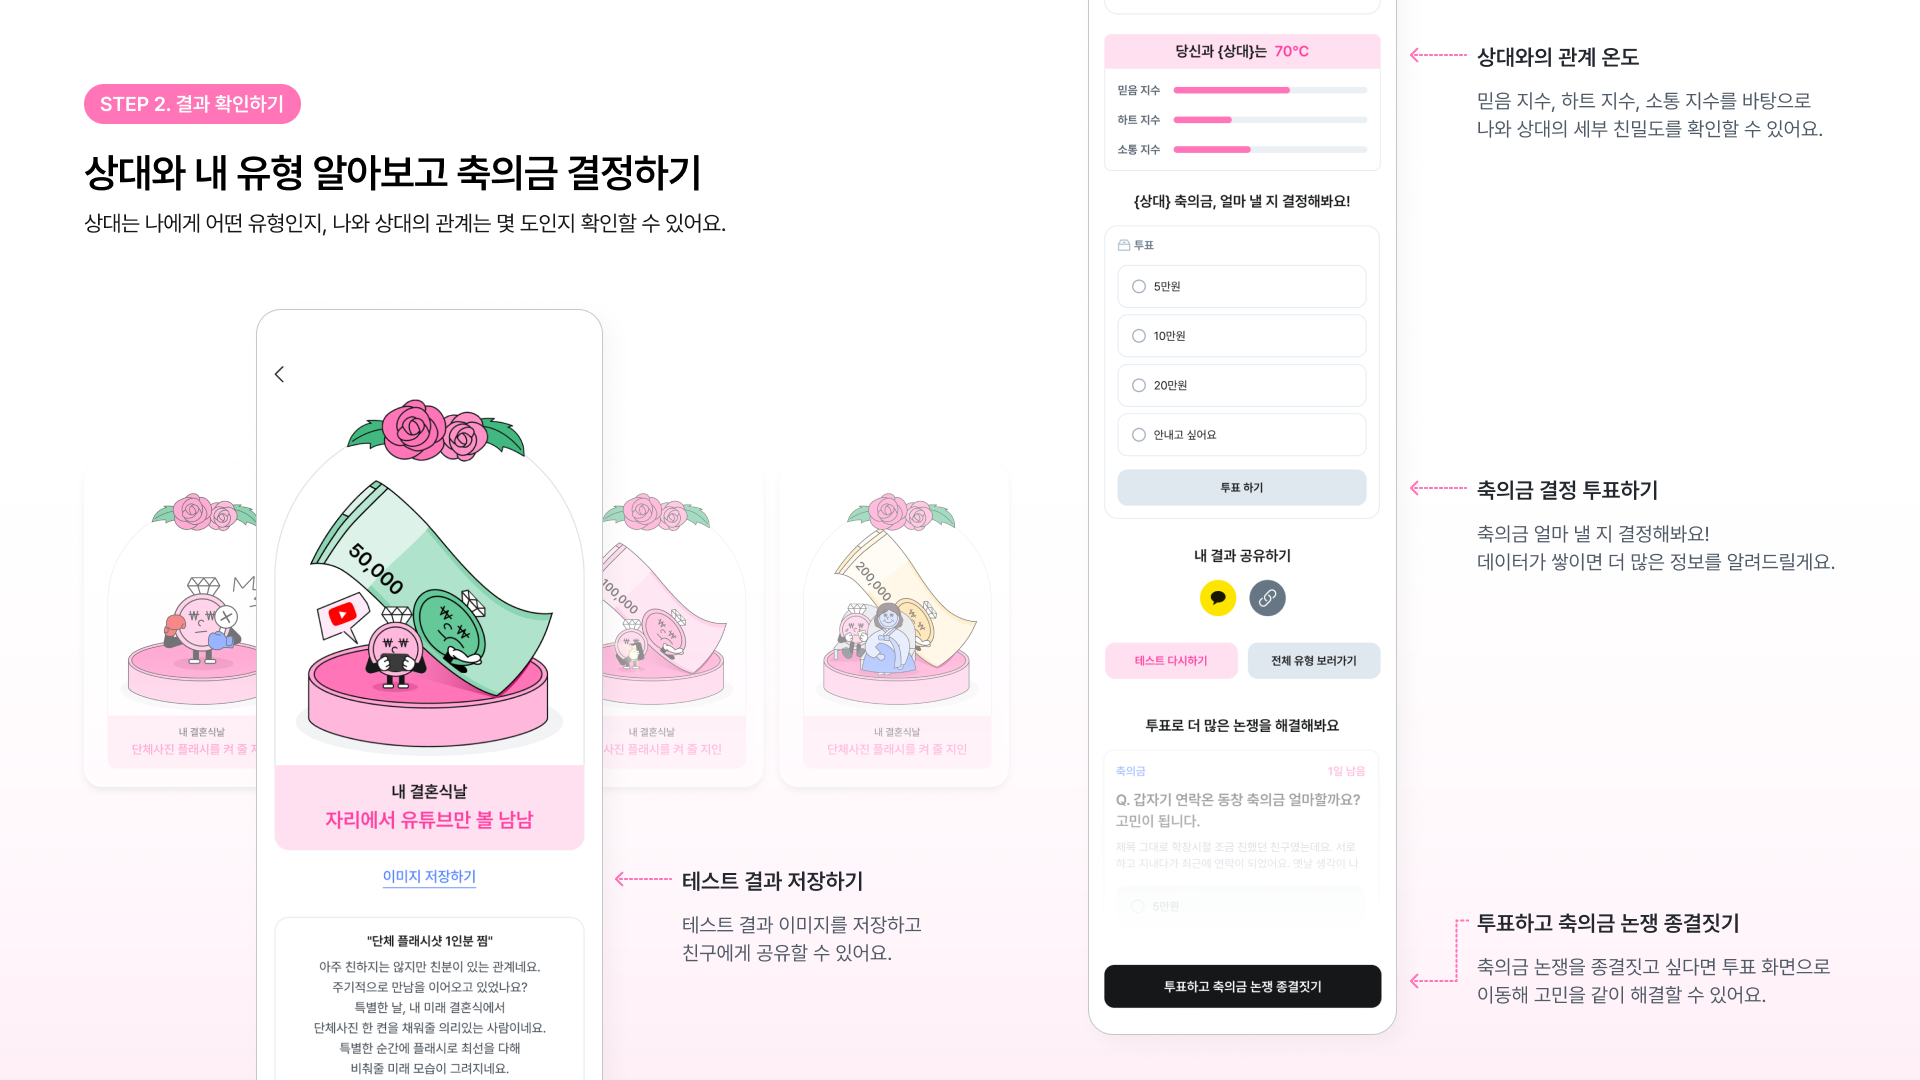 STEP 2. 결과 확인하기
상대와 내 유형 알아보고 축의금 결정하기
상대는 나에게 어떤 유형인지, 나와 상대의 관계는 몇 도인지 확인할 수 있어요.
내 결혼식날
단체사진 플래시를 켜 줄
50,000
내 결혼식날
자리에서 유튜브만 볼 남남
이미지 저장하기
"단체 플래시샷 1인분 찜"
아주 친하지는 않지만 친분이 있는 관계네요.
주기적으로 만남을 이어오고 있었나요?
특별한 날, 내 미래 결혼식에서
단체사진 한 켠을 채워줄 의리있는 사람이네요.
특별한 순간에 플래시로 최선을 다해
비춰줄 미래 모습이 그려지네요.
100,000
내 결혼식날
사진 플래시를 켜 줄 지인
200,000
내 결혼식날
단체사진 플래시를 켜 줄 지인
테스트 결과 저장하기
테스트 결과 이미지를 저장하고
친구에게 공유할 수 있어요.
당신과 {상대}는 70°C
믿음 지수
하트 지수
소통 지수
{상대} 축의금, 얼마 낼 지 결정해봐요!
투표
5만원
10만원
20만원
안내고 싶어요
투표 하기
내 결과 공유하기
테스트 다시하기
전체 유형 보러가기
투표로 더 많은 논쟁을 해결해봐요
축의금
1일 남음
Q. 갑자기 연락온 동창 축의금 얼마할까요?
고민이 됩니다.
제목 그대로 학창시절 조금 친했던 친구였는데요. 서로
하고 지내다가 최근에 연락이 되었어요. 옛날 생각이 나
5만원
투표하고 축의금 논쟁 종결짓기
상대와의 관계 온도
믿음 지수, 하트 지수, 소통 지수를 바탕으로
나와 상대의 세부 친밀도를 확인할 수 있어요.
축의금 결정 투표하기
축의금 얼마 낼 지 결정해봐요!
데이터가 쌓이면 더 많은 정보를 알려드릴게요.
투표하고 축의금 논쟁 종결짓기
축의금 논쟁을 종결짓고 싶다면 투표 화면으로
이동해 고민을 같이 해결할 수 있어요.